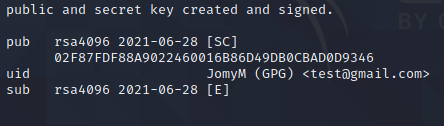 public and secret key created and signed.
pub rsa4096 2021-06-28 [SC]
02F87FDF88A9022460016B86D49DB0CBAD0D9346
uid JomyM (GPG) <test@gmail.com>
sub rsa4096 2021-06-28 [E]